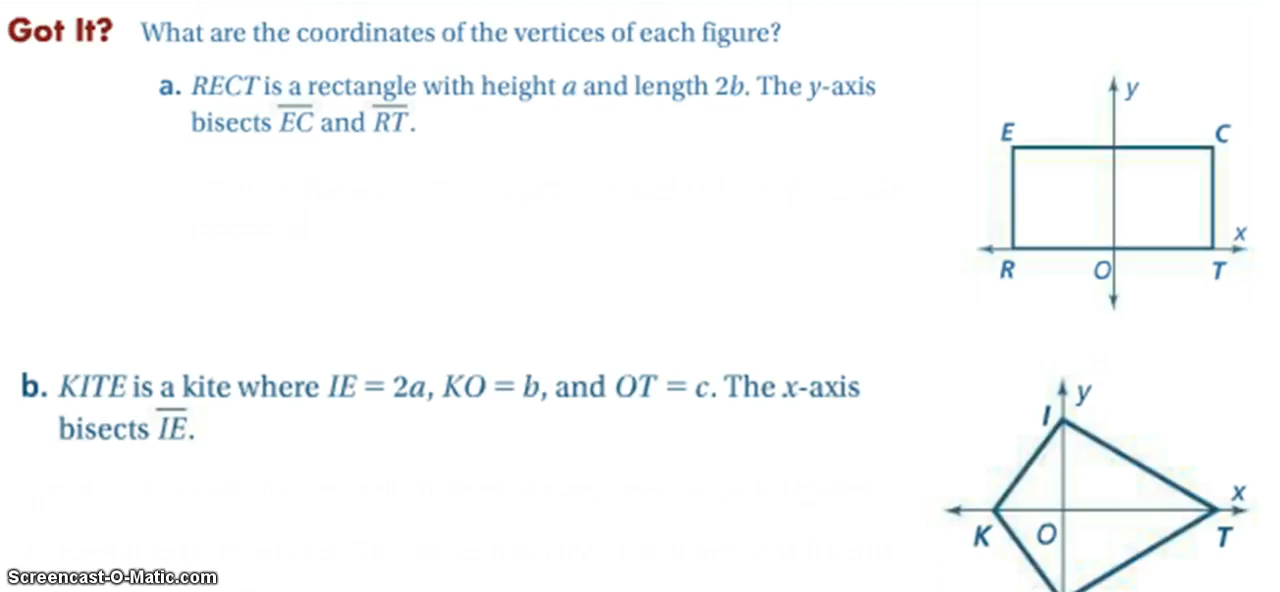 Got It? What are the coordinates of the vertices of each figure?
a. RECT is a rectangle with height a and length 2b. The y-axis
bisects EC and RT.
y
E
C
x
R
O
T
b. KITE is a kite where IE = 2a, KO = b, and OT = c. The x-axis
bisects IE.
y
I
x
K
O
T
Screencast-O-Matic.com